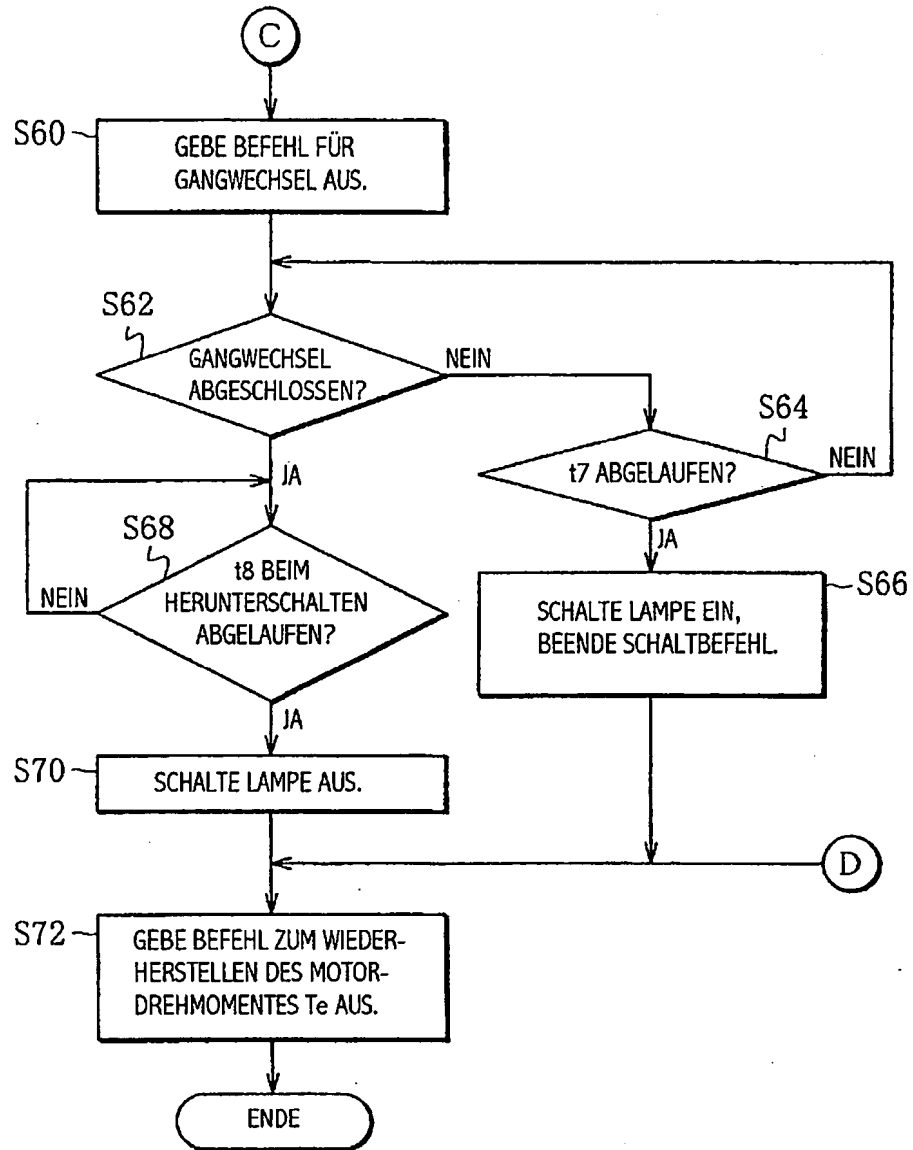 C
S60
GEBE BEFEHL FÜR
GANGWECHSEL AUS.
S62
GANGWECHSEL
ABGESCHLOSSEN?
NEIN
S64
t7 ABGELAUFEN?
NEIN
JA
S66
SCHALTE LAMPE EIN,
BEENDE SCHALTBEFEHL.
JA
S68
t8 BEIM
HERUNTERSCHALTEN
ABGELAUFEN?
NEIN
JA
S70
SCHALTE LAMPE AUS.
D
S72
GEBE BEFEHL ZUM WIEDER-
HERSTELLEN DES MOTOR-
DREHMOMENTES Te AUS.
ENDE